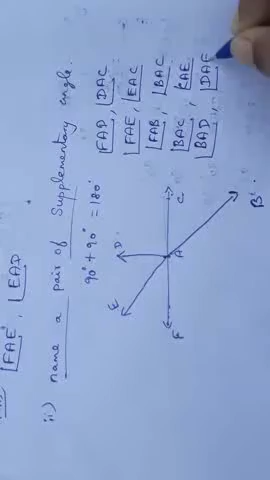 ∠FAE, ∠EAD
ii) name a pair of Supplementary angle.
90° + 90° = 180°
∠FAD, ∠DAC
∠FAE, ∠EAC
∠FAB, ∠BAC
∠BAC, ∠CAE
∠BAD, ∠DAE
E
D
C
F
A
B